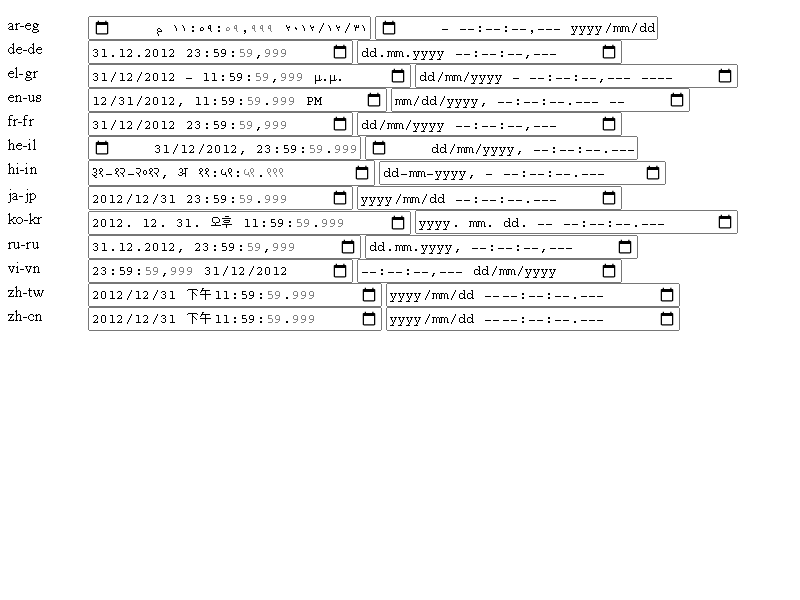 ar-eg ٣١/١٢/٢٠١٢ ١١:٥٩:٥٩,٩٩٩ م yyyy/mm/dd --:--:--,--- -
de-de 31.12.2012 23:59:59,999 dd.mm.yyyy --:--:--,---
el-gr 31/12/2012 - 11:59:59,999 μ.μ. dd/mm/yyyy - --:--:--,--- ----
en-us 12/31/2012, 11:59:59.999 PM mm/dd/yyyy, --:--:--.--- --
fr-fr 31/12/2012 23:59:59,999 dd/mm/yyyy --:--:--,---
he-il 31/12/2012, 23:59:59.999 dd/mm/yyyy, --:--:--.---
hi-in ३१-१२-२०१२, अ ११:५९:५९.९९९ dd-mm-yyyy, - --:--:--.---
ja-jp 2012/12/31 23:59:59.999 yyyy/mm/dd --:--:--.---
ko-kr 2012. 12. 31. 오후 11:59:59.999 yyyy. mm. dd. -- --:--:--.---
ru-ru 31.12.2012, 23:59:59,999 dd.mm.yyyy, --:--:--,---
vi-vn 23:59:59,999 31/12/2012 --:--:--,--- dd/mm/yyyy
zh-tw 2012/12/31 下午11:59:59.999 yyyy/mm/dd ----:--:--.---
zh-cn 2012/12/31 下午11:59:59.999 yyyy/mm/dd ----:--:--.---